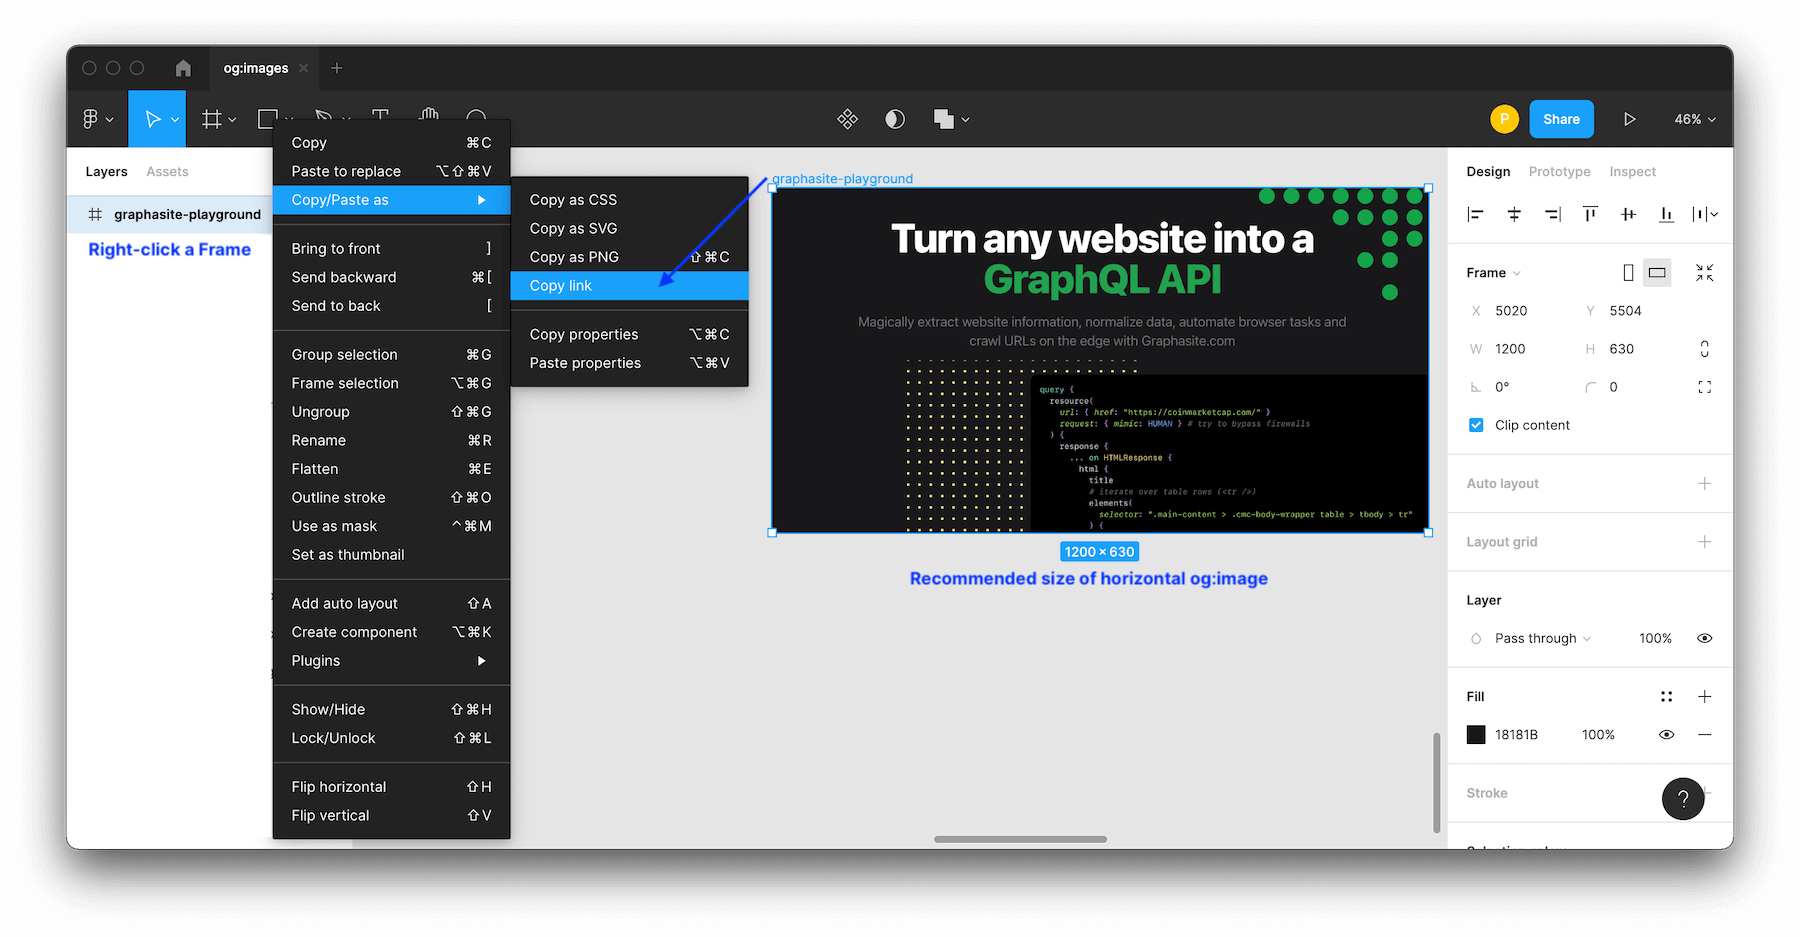 og:images
P
Share
46%
Layers
Assets
graphasite-playground
Right-click a Frame
Copy ⌘C
Paste to replace ⌥⇧⌘V
Copy/Paste as
Bring to front ]
Send backward ⌘[
Send to back [
Group selection ⌘G
Frame selection ⌥⌘G
Ungroup ⇧⌘G
Rename ⌘R
Flatten ⌘E
Outline stroke ⇧⌘O
Use as mask ^⌘M
Set as thumbnail
Add auto layout ⇧A
Create component ⌥⌘K
Plugins
Show/Hide ⇧⌘H
Lock/Unlock ⇧⌘L
Flip horizontal ⇧H
Flip vertical ⇧V
Copy as CSS
Copy as SVG
Copy as PNG ⇧⌘C
Copy link
Copy properties ⌥⌘C
Paste properties ⌥⌘V
graphasite-playground
Turn any website into a
GraphQL API
Magically extract website information, normalize data, automate browser tasks and
crawl URLs on the edge with Graphasite.com
query {
resource(
url: { href: "https://coinmarketcap.com/" }
request: { mimic: HUMAN } # try to bypass firewalls
) {
response {
... on HTMLResponse {
html {
title
# iterate over table rows (<tr />)
elements(
selector: ".main-content > .cmc-body-wrapper table > tbody > tr"
) {
1200 × 630
Recommended size of horizontal og:image
Design
Prototype
Inspect
Frame
X 5020 Y 5504
W 1200 H 630
0° 0
Clip content
Auto layout
Layout grid
Layer
Pass through 100%
Fill
18181B 100%
Stroke
?